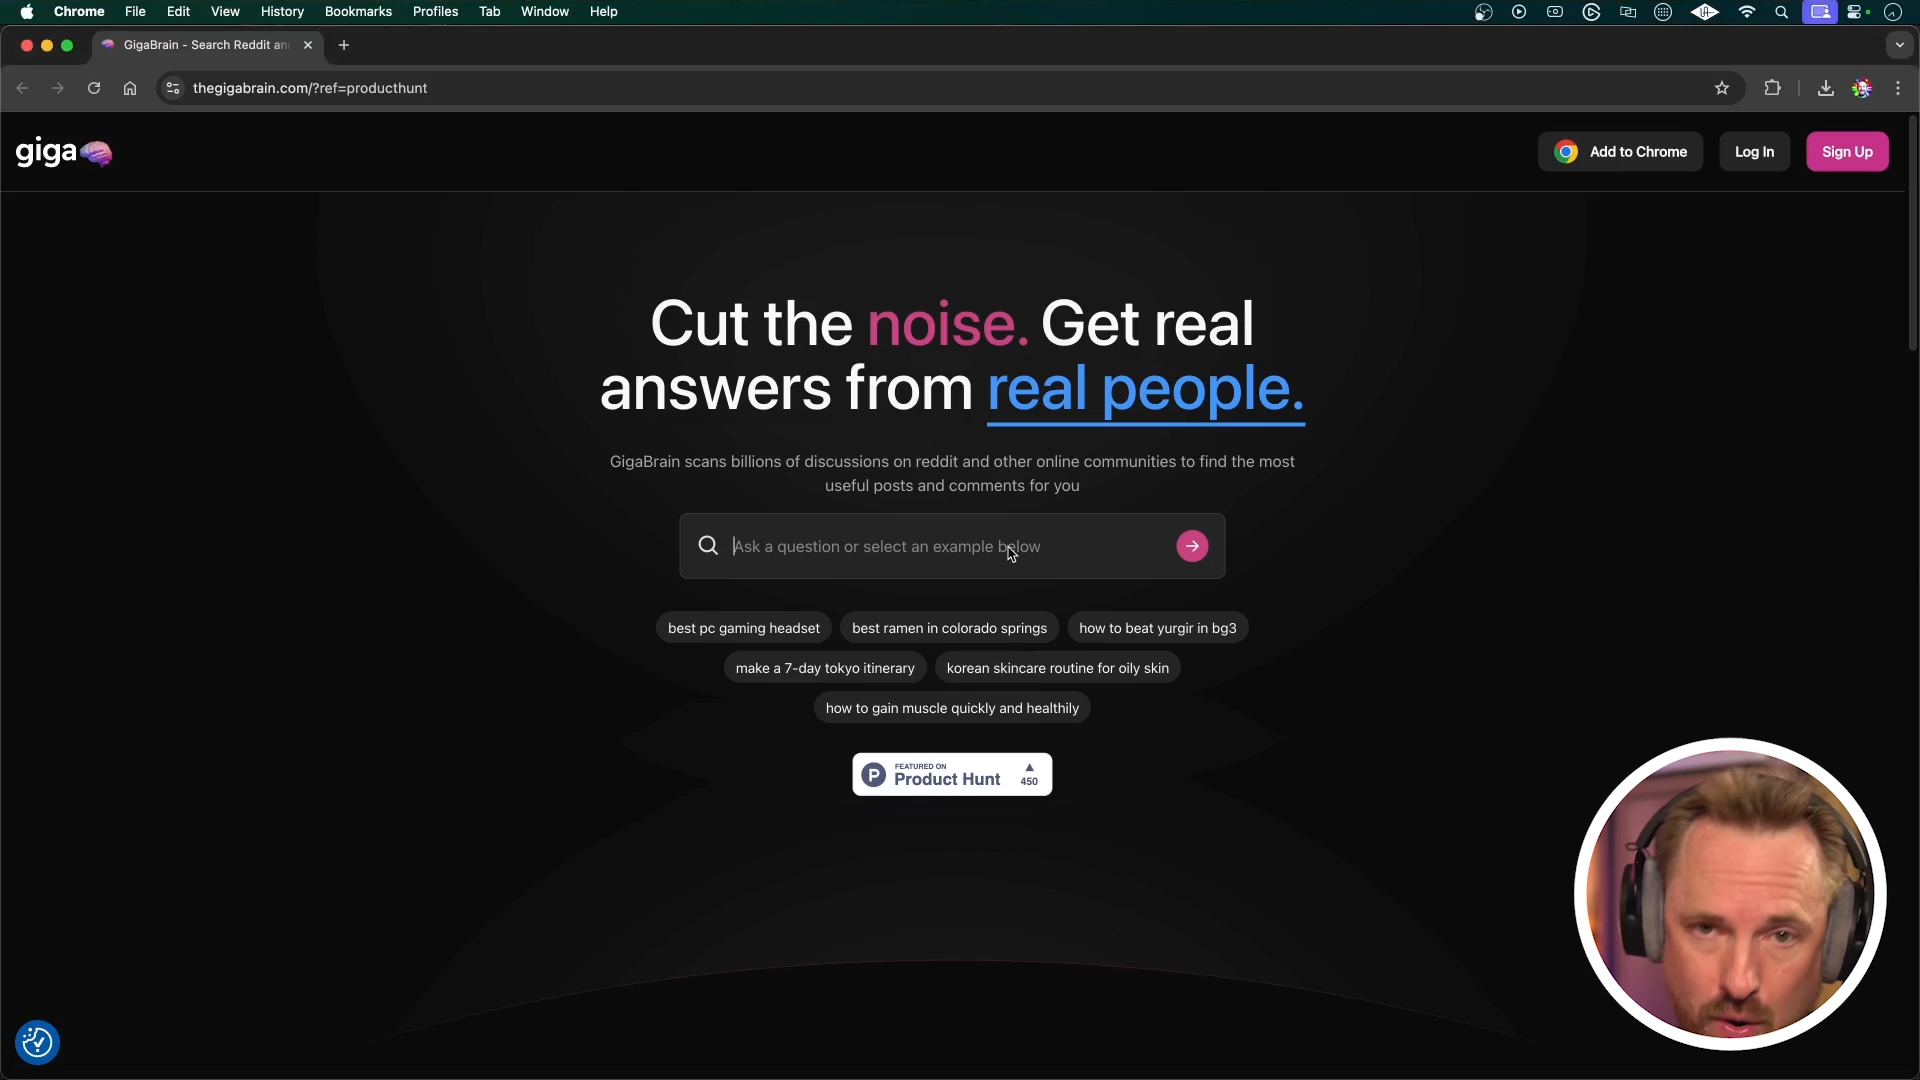 Chrome File Edit View History Bookmarks Profiles Tab Window Help
GigaBrain - Search Reddit an
thegigabrain.com/?ref=producthunt
giga
Add to Chrome
Log In
Sign Up
Cut the noise. Get real
answers from real people.
GigaBrain scans billions of discussions on reddit and other online communities to find the most
useful posts and comments for you
Ask a question or select an example below
best pc gaming headset
best ramen in colorado springs
how to beat yurgir in bg3
make a 7-day tokyo itinerary
korean skincare routine for oily skin
how to gain muscle quickly and healthily
P
FEATURED ON
Product Hunt
450